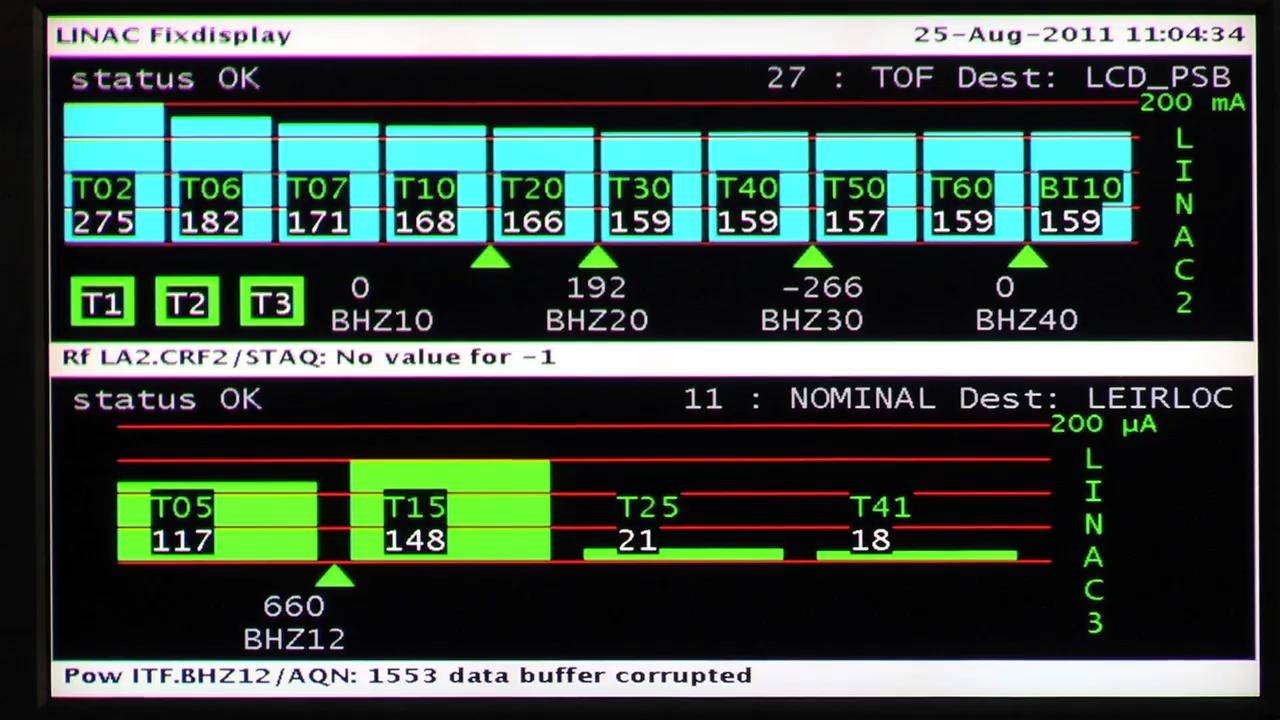 LINAC Fixdisplay 25-Aug-2011 11:04:34
status OK 27 : TOF Dest: LCD_PSB
200 mA
T02 T06 T07 T10 T20 T30 T40 T50 T60 BI10
275 182 171 168 166 159 159 157 159 159
LINAC2
T1 T2 T3
0 192 -266 0
BHZ10 BHZ20 BHZ30 BHZ40
Rf LA2.CRF2/STAQ: No value for -1
status OK 11 : NOMINAL Dest: LEIRLOC
200 µA
T05 T15 T25 T41
117 148 21 18
LINAC3
660
BHZ12
Pow ITF.BHZ12/AQN: 1553 data buffer corrupted